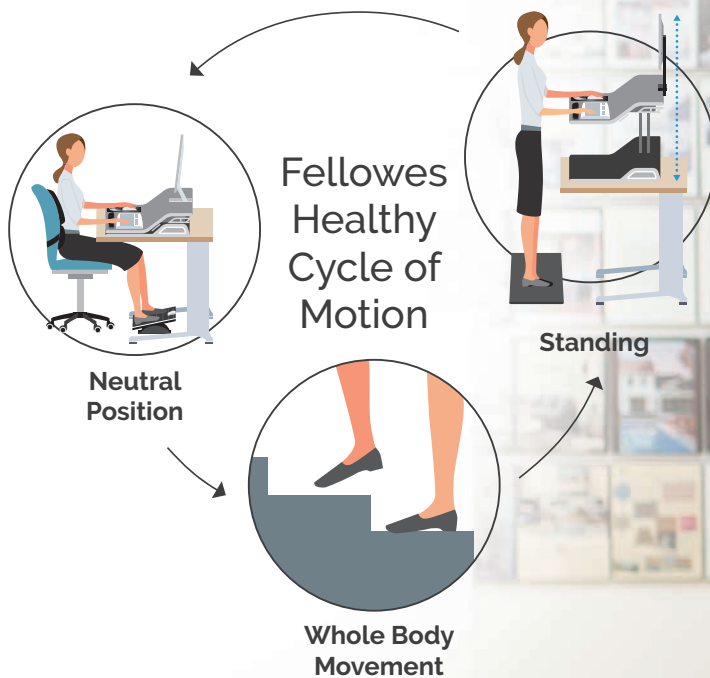 Fellowes
Healthy
Cycle of
Motion
Standing
Neutral
Position
Whole Body
Movement